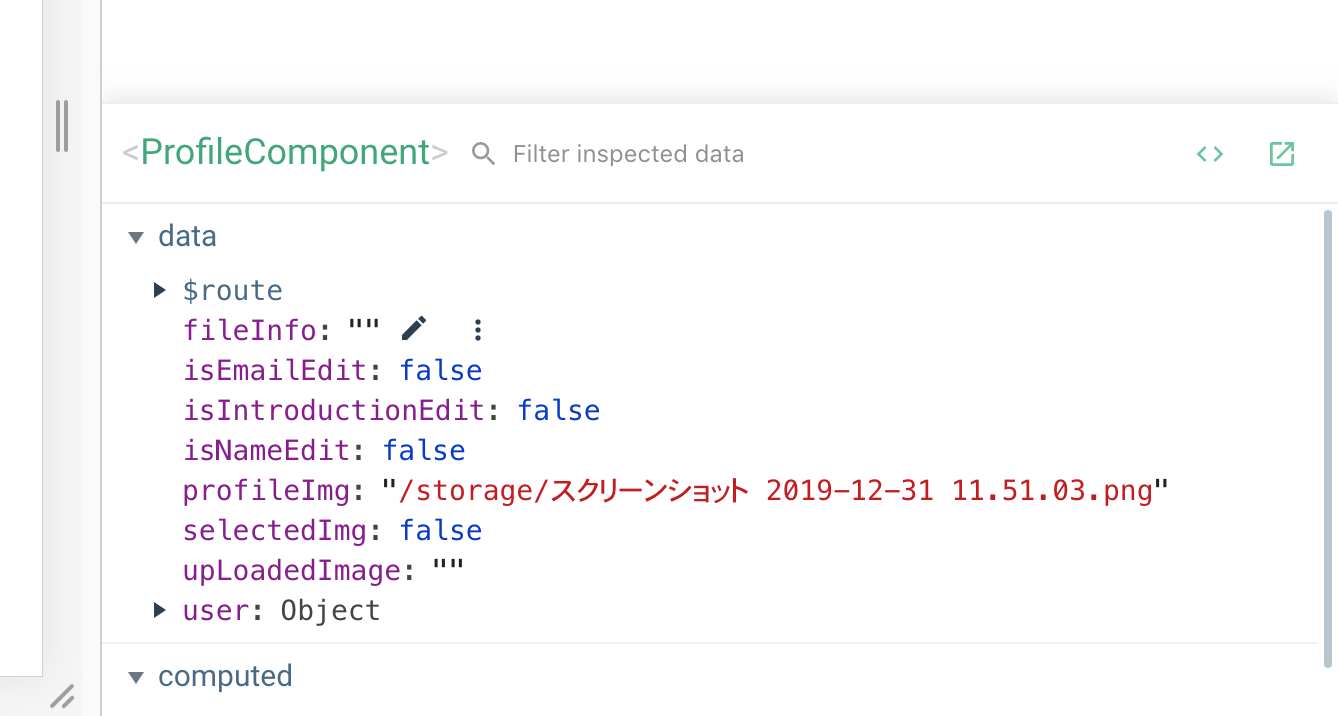 <ProfileComponent> Filter inspected data
data
$route
fileInfo: ""
isEmailEdit: false
isIntroductionEdit: false
isNameEdit: false
profileImg: "/storage/スクリーンショット 2019-12-31 11.51.03.png"
selectedImg: false
upLoadedImage: ""
user: Object
computed